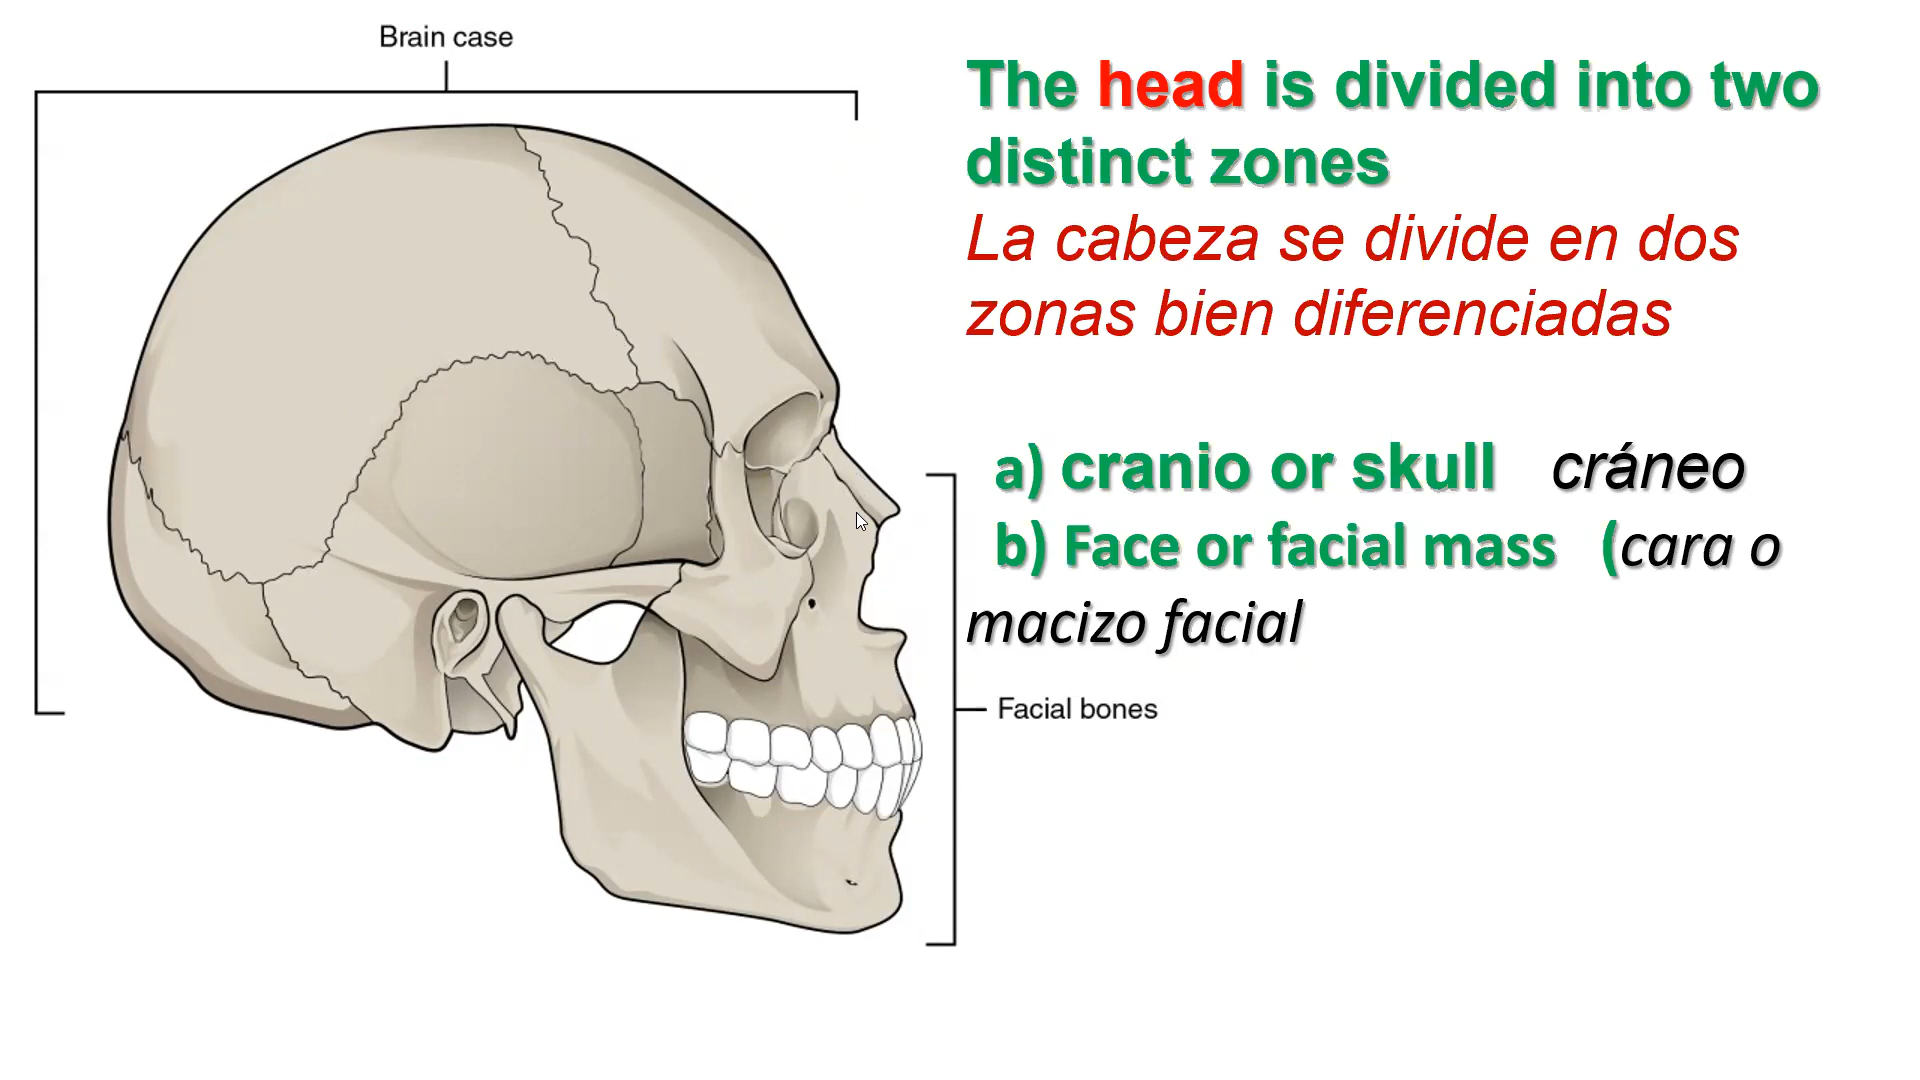 Brain case
The head is divided into two
distinct zones
La cabeza se divide en dos
zonas bien diferenciadas
a) cranio or skull cráneo
b) Face or facial mass (cara o
macizo facial
Facial bones